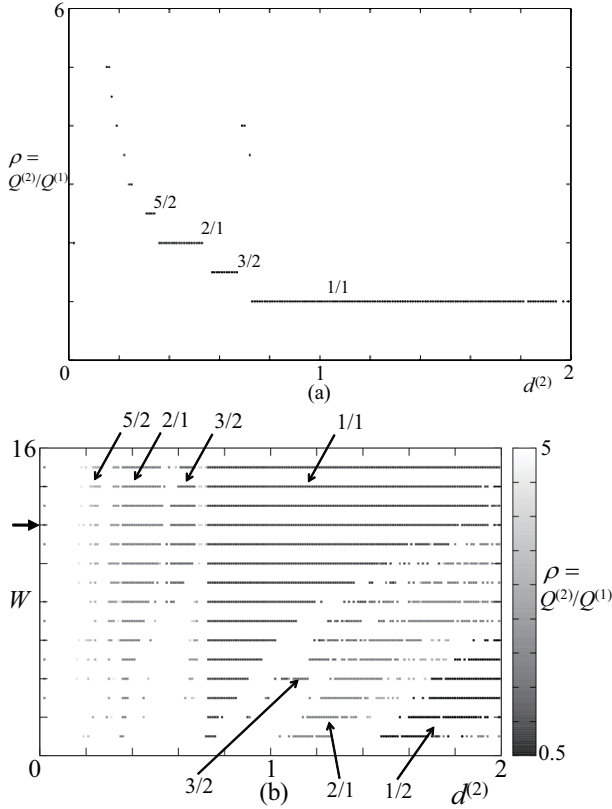 6
ρ =
Q(2)/Q(1)
5/2
2/1
3/2
1/1
0
1
2
d(2)
(a)
5/2
2/1
3/2
1/1
16
5
W
ρ =
Q(2)/Q(1)
0.5
0
1
2
3/2
2/1
1/2
d(2)
(b)